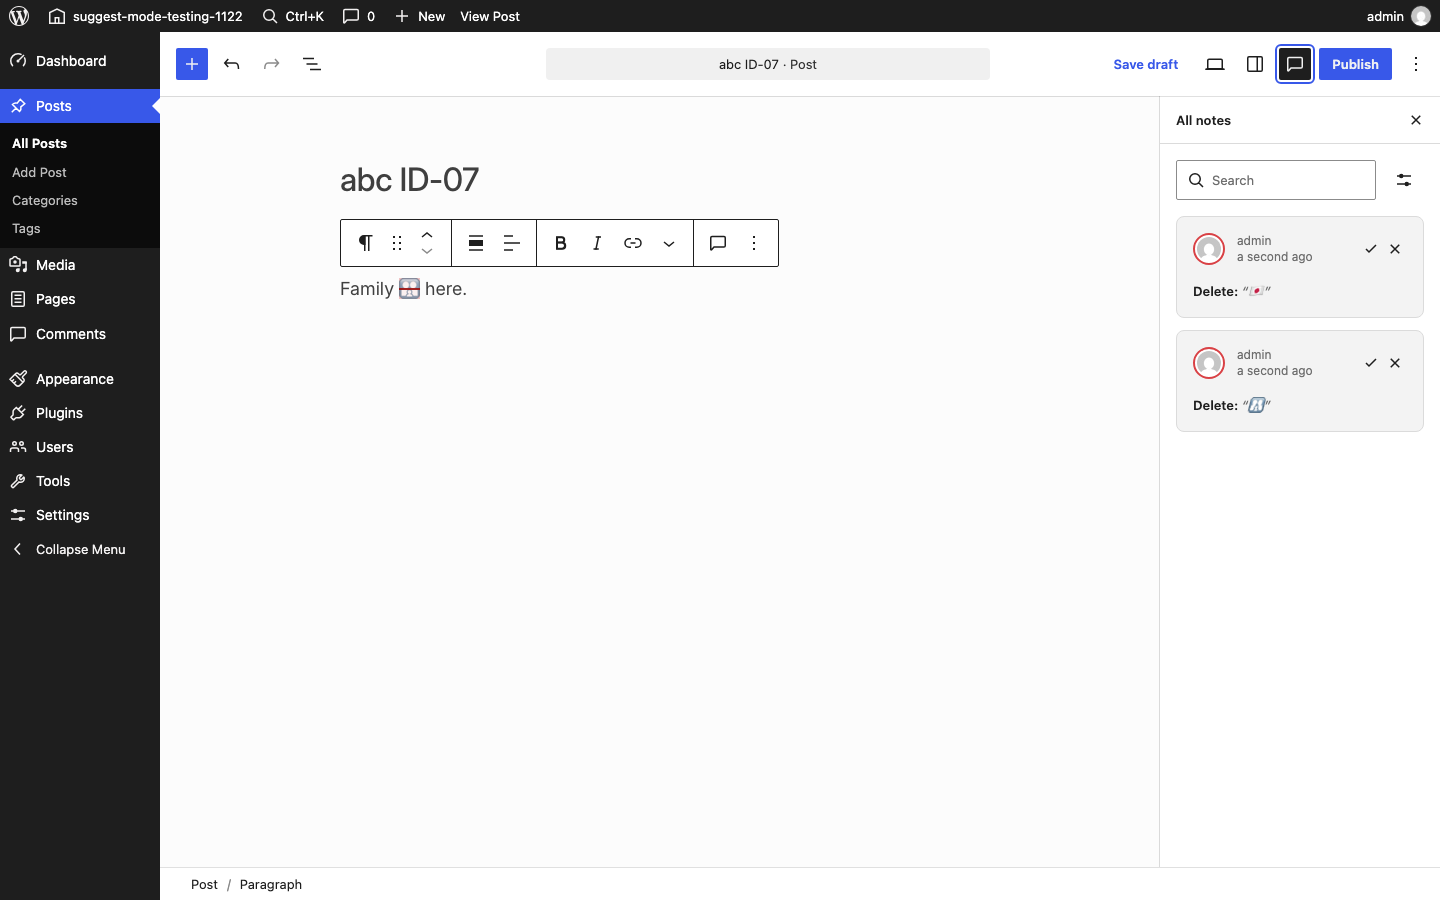 suggest-mode-testing-1122
Ctrl+K
0
New
View Post
admin
Dashboard
Posts
All Posts
Add Post
Categories
Tags
Media
Pages
Comments
Appearance
Plugins
Users
Tools
Settings
Collapse Menu
abc ID-07 · Post
Save draft
Publish
abc ID-07
B I
Family 👪 here.
All notes
Search
admin
a second ago
Delete: “🇯🇵”
admin
a second ago
Delete: “👪”
Post / Paragraph